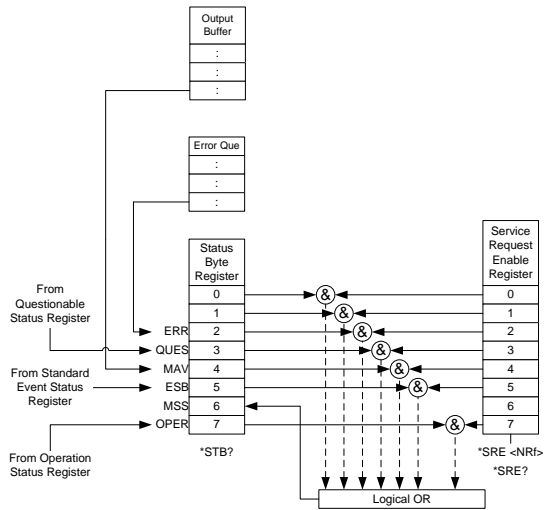 Output
Buffer
:
:
:
Error Que
:
:
:
Status
Byte
Register
Service
Request
Enable
Register
0 & 0
1 & 1
ERR 2 & 2
QUES 3 & 3
MAV 4 & 4
ESB 5 & 5
MSS 6 6
OPER 7 & 7
From
Questionable
Status Register
From Standard
Event Status
Register
From Operation
Status Register
*STB?
*SRE <NRf>
*SRE?
Logical OR